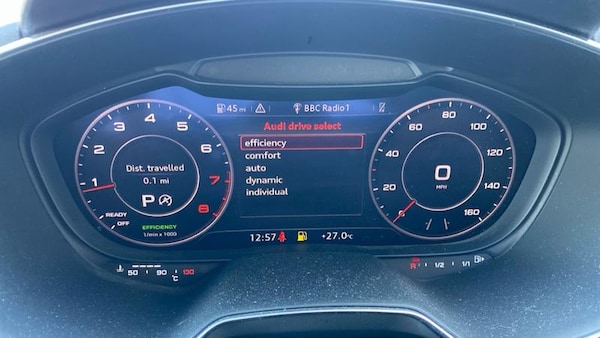 45 mi BBC Radio 1
Audi drive select
efficiency
comfort
auto
dynamic
individual
1 2 3 4 5 6 7 8
Dist. travelled
0.1 mi
P A
READY
OFF
EFFICIENCY
1/min x 1000
0 20 40 60 80 100 120 140 160
0
MPH
12:57 +27.0°C
50 90 130
°C
R 1/2 1/1